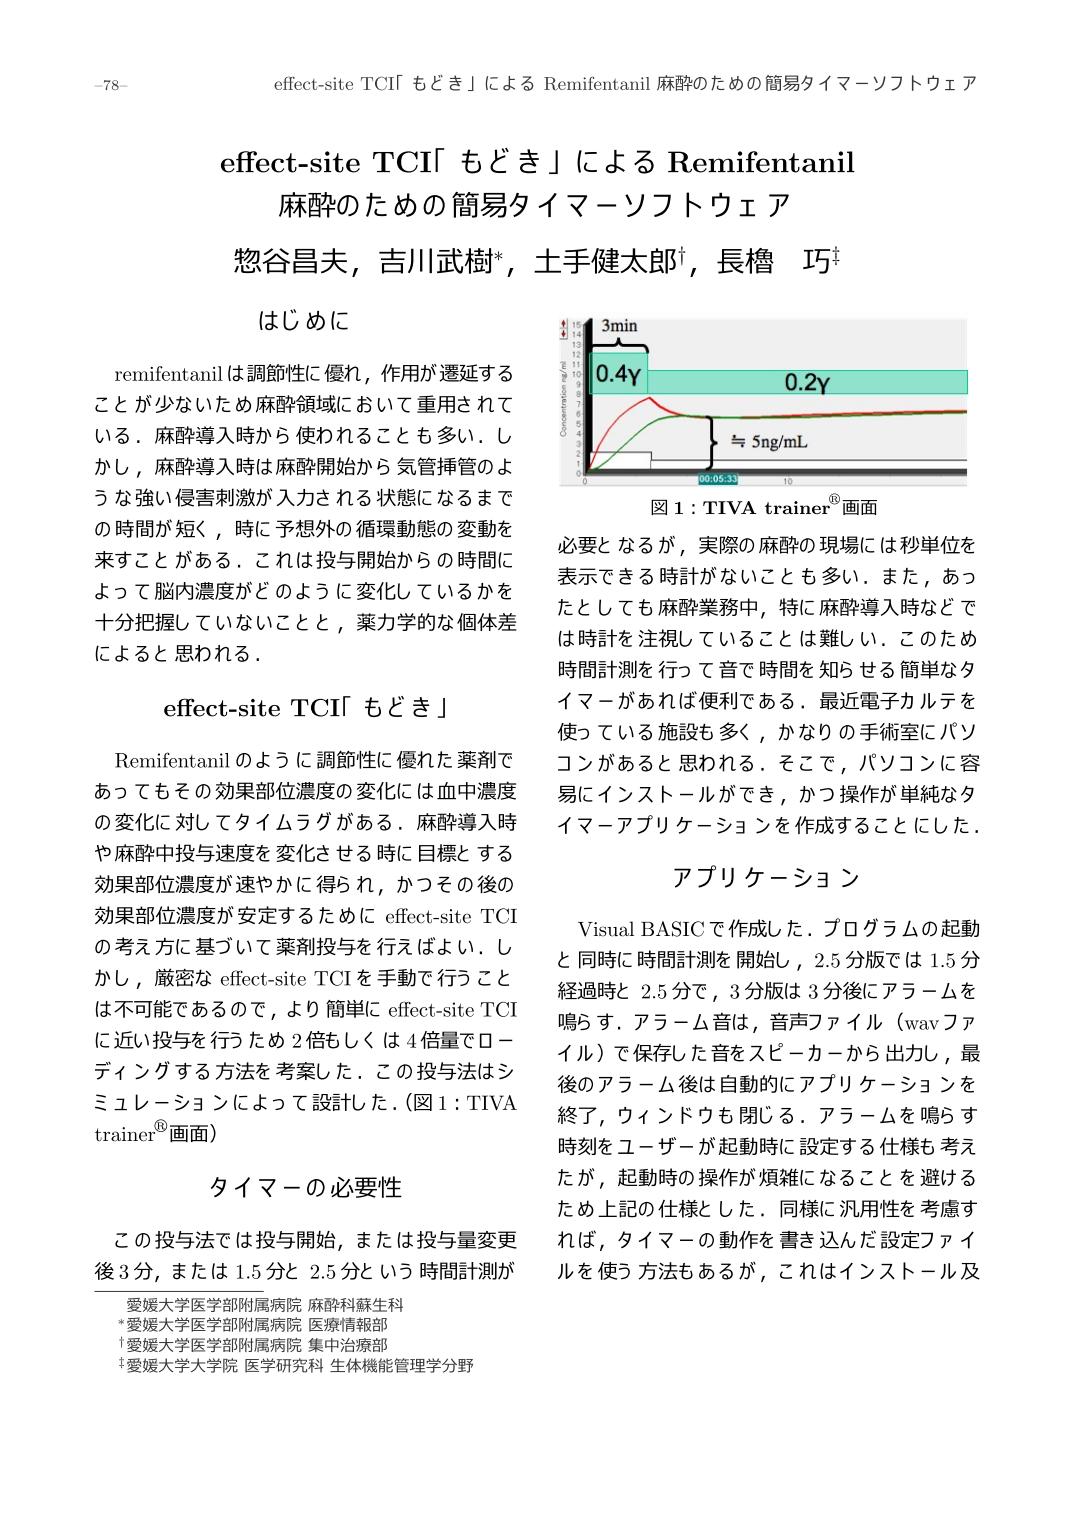 –78–
effect-site TCI「もどき」による Remifentanil 麻酔のための簡易タイマーソフトウェア
effect-site TCI「もどき」による Remifentanil
麻酔のための簡易タイマーソフトウェア
惣谷昌夫，吉川武樹*，土手健太郎†，長櫓　巧‡
はじめに
remifentanil は調節性に優れ，作用が遷延する
ことが少ないため麻酔領域において重用されて
いる．麻酔導入時から使われることも多い．し
かし，麻酔導入時は麻酔開始から気管挿管のよ
うな強い侵害刺激が入力される状態になるまで
の時間が短く，時に予想外の循環動態の変動を
来すことがある．これは投与開始からの時間に
よって脳内濃度がどのように変化しているかを
十分把握していないことと，薬力学的な個体差
によると思われる．
effect-site TCI「もどき」
Remifentanil のように調節性に優れた薬剤で
あってもその効果部位濃度の変化には血中濃度
の変化に対してタイムラグがある．麻酔導入時
や麻酔中投与速度を変化させる時に目標とする
効果部位濃度が速やかに得られ，かつその後の
効果部位濃度が安定するために effect-site TCI
の考え方に基づいて薬剤投与を行えばよい．し
かし，厳密な effect-site TCI を手動で行うこと
は不可能であるので，より簡単に effect-site TCI
に近い投与を行うため 2 倍もしくは 4 倍量でロー
ディングする方法を考案した．この投与法はシ
ミュレーションによって設計した．（図 1：TIVA
trainer®画面）
タイマーの必要性
この投与法では投与開始，または投与量変更
後 3 分，または 1.5 分と 2.5 分という時間計測が
愛媛大学医学部附属病院 麻酔科蘇生科
*愛媛大学医学部附属病院 医療情報部
†愛媛大学医学部附属病院 集中治療部
‡愛媛大学大学院 医学研究科 生体機能管理学分野
Concentration ng/ml
15
14
13
12
11
10
9
8
7
6
5
4
3
2
1
0
3min
0.4γ
0.2γ
≒ 5ng/mL
0
00:05:33
10
図 1：TIVA trainer®画面
必要となるが，実際の麻酔の現場には秒単位を
表示できる時計がないことも多い．また，あっ
たとしても麻酔業務中，特に麻酔導入時などで
は時計を注視していることは難しい．このため
時間計測を行って音で時間を知らせる簡単なタ
イマーがあれば便利である．最近電子カルテを
使っている施設も多く，かなりの手術室にパソ
コンがあると思われる．そこで，パソコンに容
易にインストールができ，かつ操作が単純なタ
イマーアプリケーションを作成することにした．
アプリケーション
Visual BASIC で作成した．プログラムの起動
と同時に時間計測を開始し，2.5 分版では 1.5 分
経過時と 2.5 分で，3 分版は 3 分後にアラームを
鳴らす．アラーム音は，音声ファイル（wav ファ
イル）で保存した音をスピーカーから出力し，最
後のアラーム後は自動的にアプリケーションを
終了，ウィンドウも閉じる．アラームを鳴らす
時刻をユーザーが起動時に設定する仕様も考え
たが，起動時の操作が煩雑になることを避ける
ため上記の仕様とした．同様に汎用性を考慮す
れば，タイマーの動作を書き込んだ設定ファイ
ルを使う方法もあるが，これはインストール及